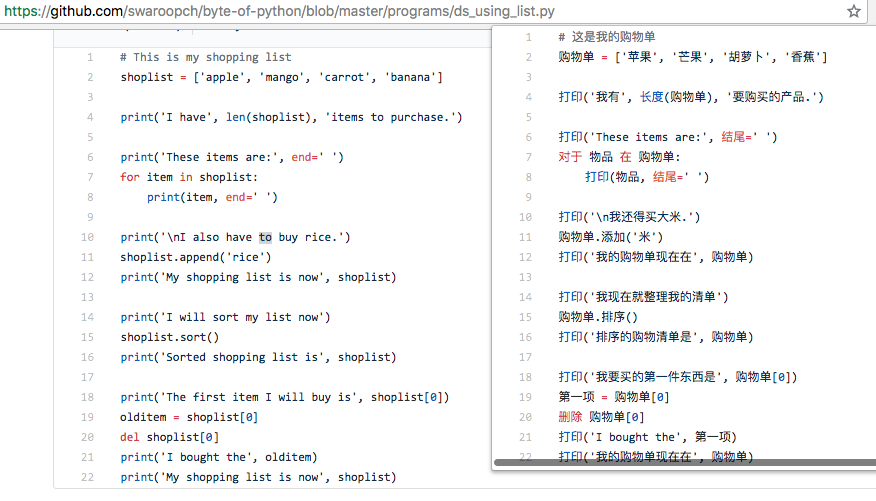 https://github.com/swaroopch/byte-of-python/blob/master/programs/ds_using_list.py
1 # This is my shopping list
2 shoplist = ['apple', 'mango', 'carrot', 'banana']
3
4 print('I have', len(shoplist), 'items to purchase.')
5
6 print('These items are:', end=' ')
7 for item in shoplist:
8 print(item, end=' ')
9
10 print('\nI also have to buy rice.')
11 shoplist.append('rice')
12 print('My shopping list is now', shoplist)
13
14 print('I will sort my list now')
15 shoplist.sort()
16 print('Sorted shopping list is', shoplist)
17
18 print('The first item I will buy is', shoplist[0])
19 olditem = shoplist[0]
20 del shoplist[0]
21 print('I bought the', olditem)
22 print('My shopping list is now', shoplist)
1 # 这是我的购物单
2 购物单 = ['苹果', '芒果', '胡萝卜', '香蕉']
3
4 打印('我有', 长度(购物单), '要购买的产品.')
5
6 打印('These items are:', 结尾=' ')
7 对于 物品 在 购物单:
8 打印(物品, 结尾=' ')
9
10 打印('\n我还得买大米.')
11 购物单.添加('米')
12 打印('我的购物单现在在', 购物单)
13
14 打印('我现在就整理我的清单')
15 购物单.排序()
16 打印('排序的购物清单是', 购物单)
17
18 打印('我要买的第一件东西是', 购物单[0])
19 第一项 = 购物单[0]
20 删除 购物单[0]
21 打印('I bought the', 第一项)
22 打印('我的购物单现在在', 购物单)